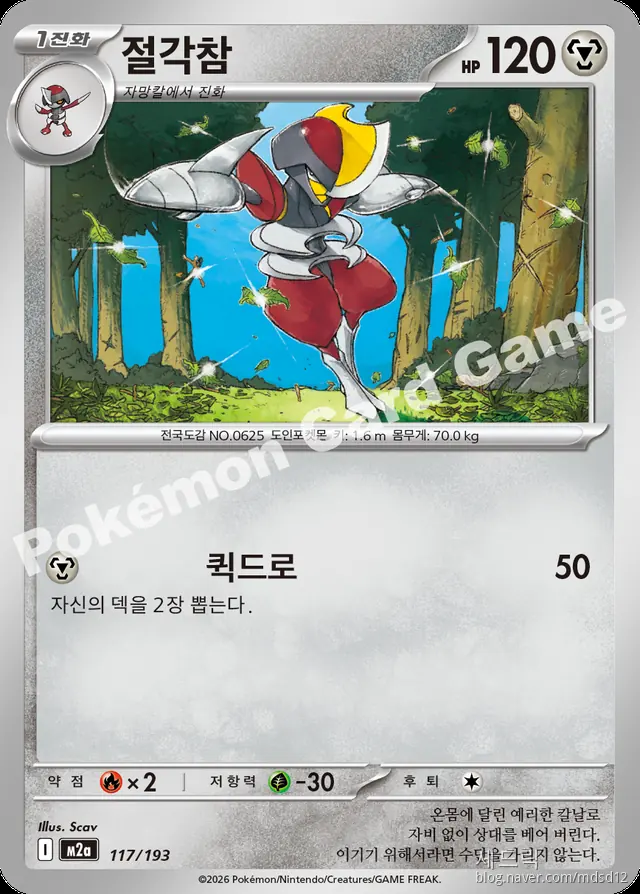 1진화
절각참
HP 120
자망칼에서 진화
전국도감 NO.0625 도인포켓몬 키: 1.6 m 몸무게: 70.0 kg
Pokémon Card Game
퀵드로 50
자신의 덱을 2장 뽑는다.
약점 ×2 저항력 -30 후퇴
Illus. Scav
온몸에 달린 예리한 칼날로
자비 없이 상대를 베어 버린다.
이기기 위해서라면 수단을 가리지 않는다.
I M2a 117/193
blog.naver.com/mdsd12
©2026 Pokémon/Nintendo/Creatures/GAME FREAK.